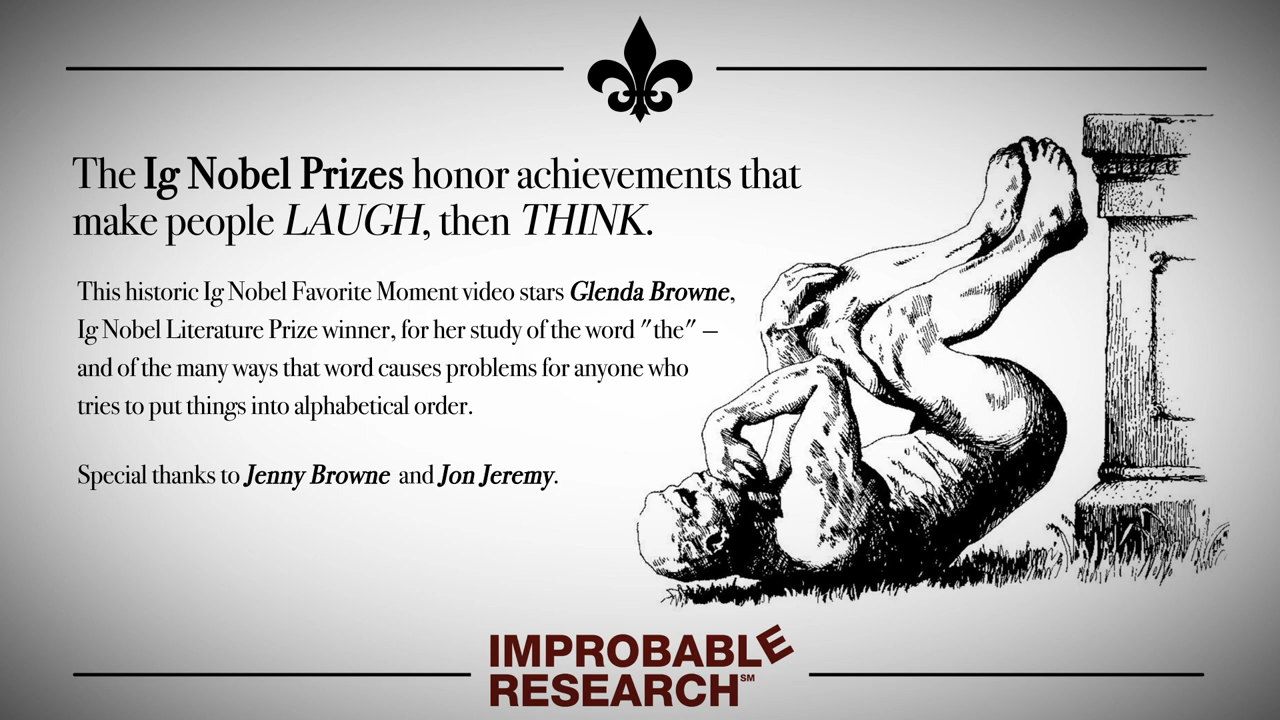 The Ig Nobel Prizes honor achievements that
make people LAUGH, then THINK.
This historic Ig Nobel Favorite Moment video stars Glenda Browne,
Ig Nobel Literature Prize winner, for her study of the word "the" –
and of the many ways that word causes problems for anyone who
tries to put things into alphabetical order.
Special thanks to Jenny Browne and Jon Jeremy.
IMPROBABLE
RESEARCH SM